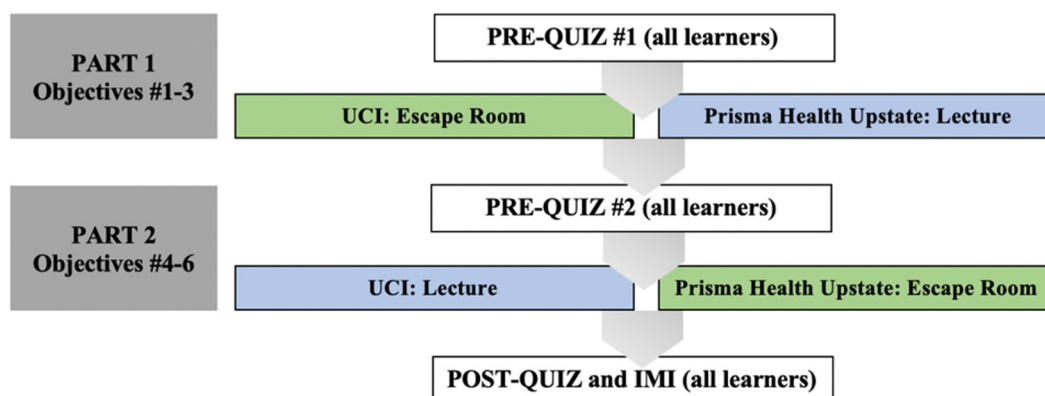 PRE-QUIZ #1 (all learners)
PART 1
Objectives #1-3
UCI: Escape Room
Prisma Health Upstate: Lecture
PRE-QUIZ #2 (all learners)
PART 2
Objectives #4-6
UCI: Lecture
Prisma Health Upstate: Escape Room
POST-QUIZ and IMI (all learners)